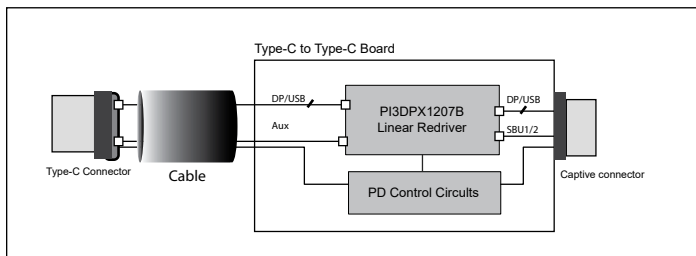 Type-C to Type-C Board
DP/USB
PI3DPX1207B
Linear Redriver
DP/USB
Aux
SBU1/2
Type-C Connector
Cable
PD Control Circuits
Captive connector